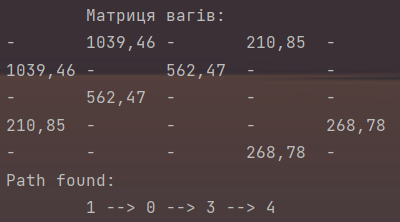 Матриця вагів:
- 1039,46 - 210,85 -
1039,46 - 562,47 - -
- 562,47 - - -
210,85 - - - 268,78
- - - 268,78 -
Path found:
1 --> 0 --> 3 --> 4